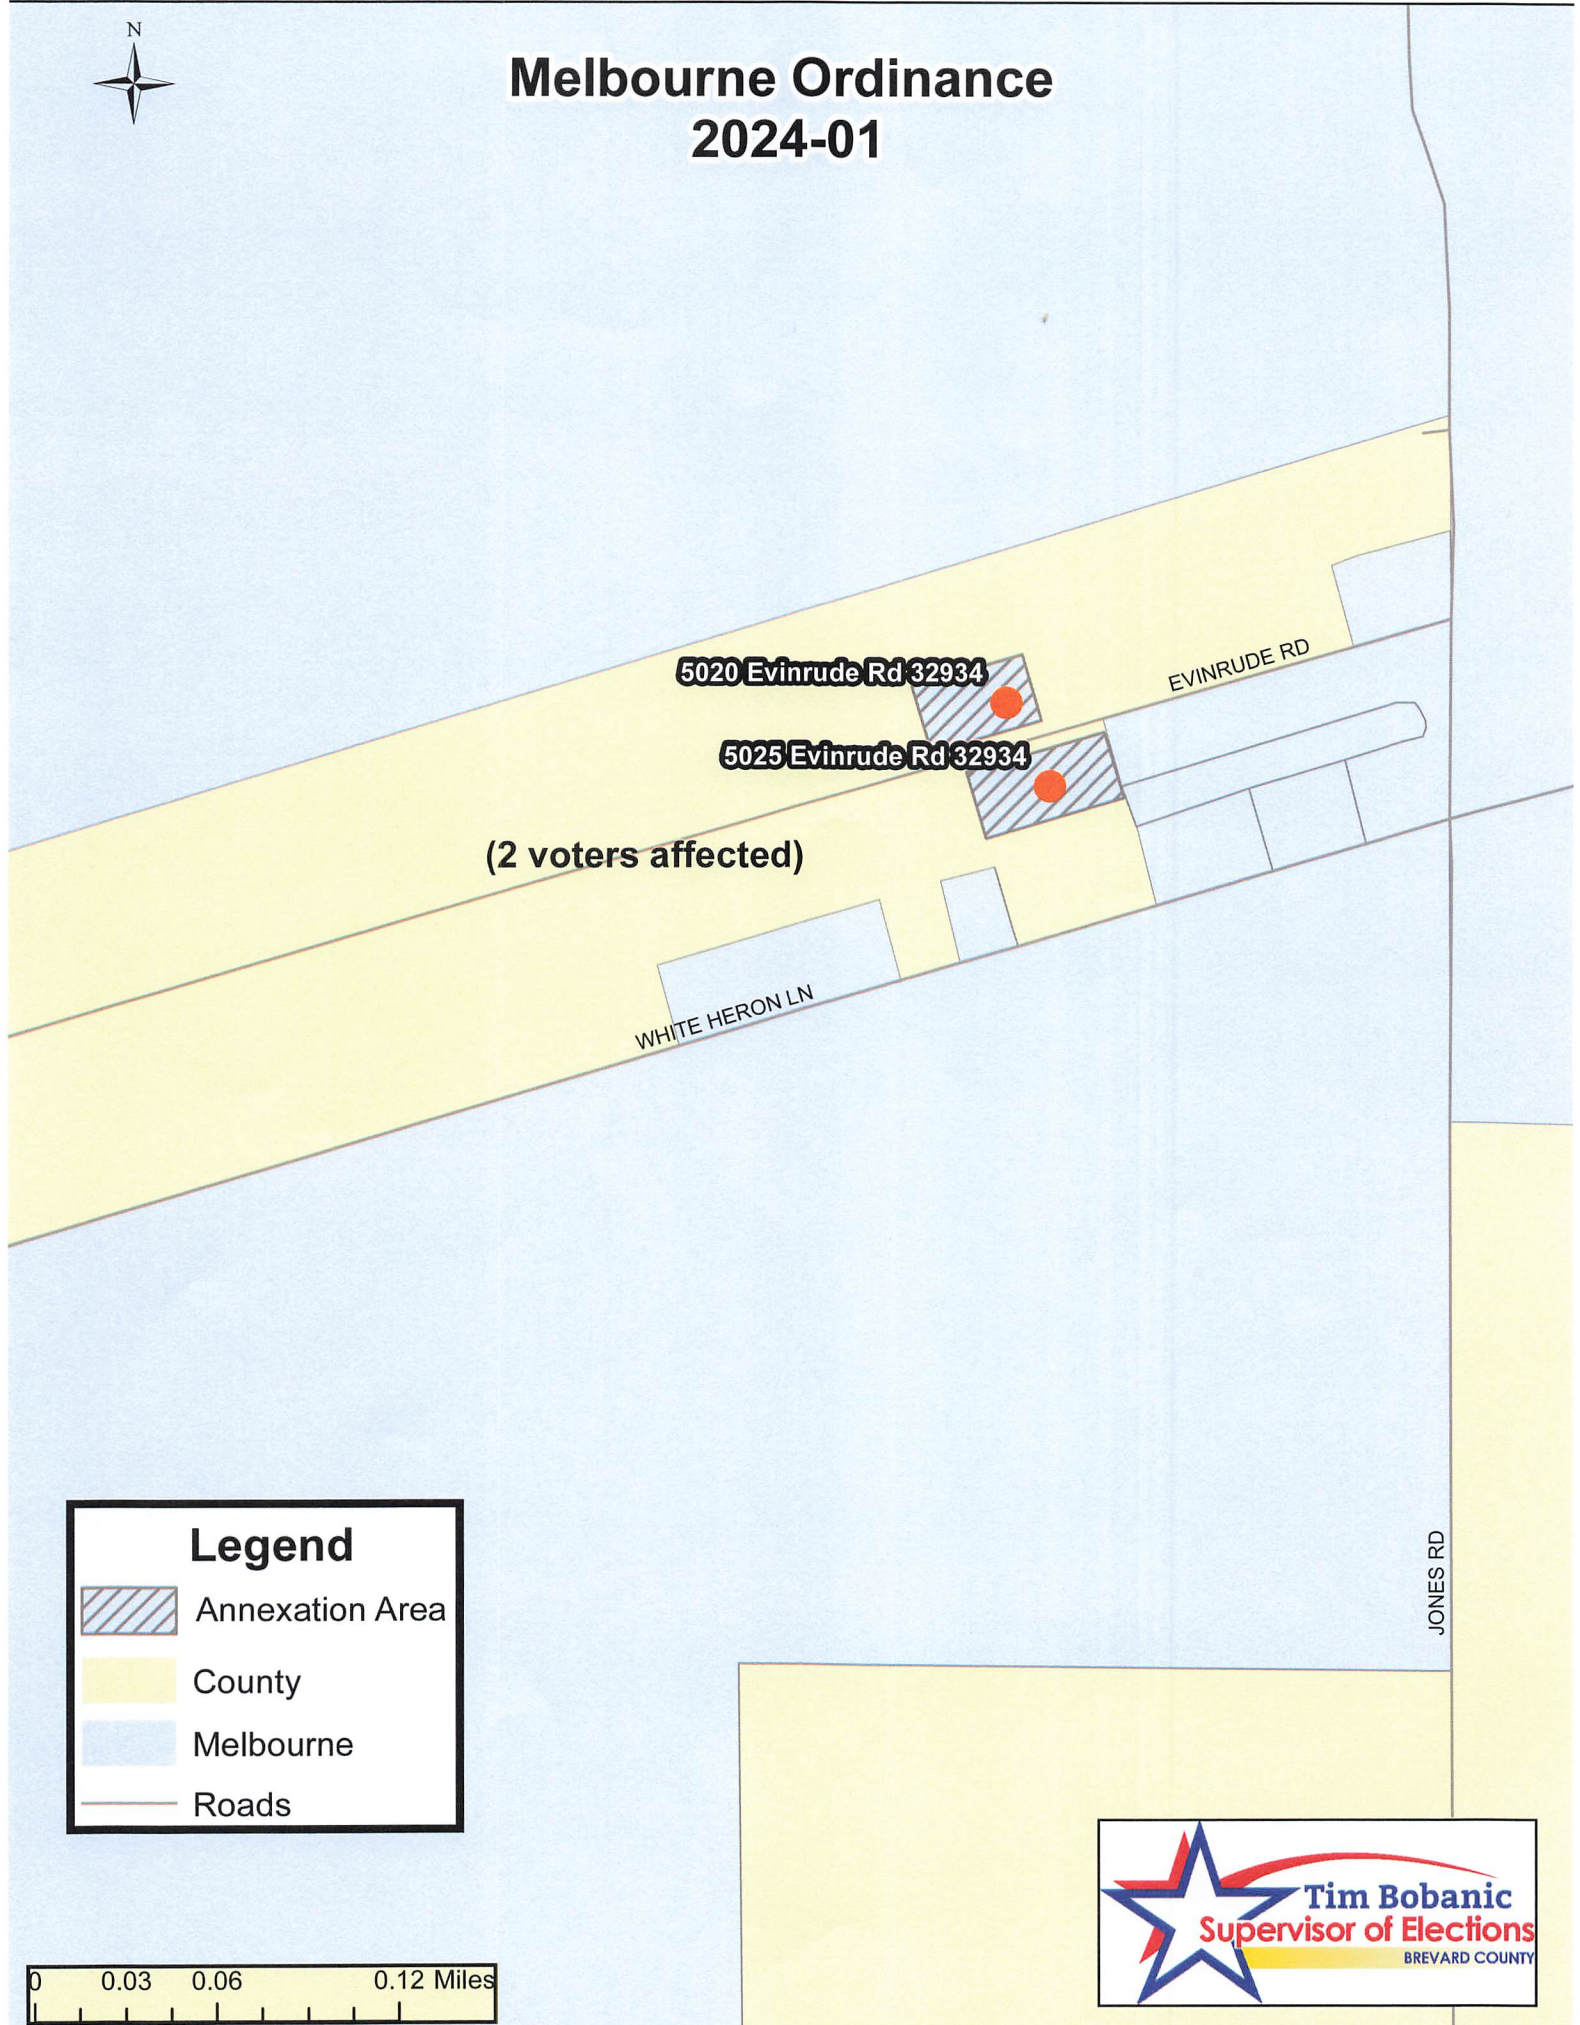 N
Melbourne Ordinance
2024-01
EVINRUDE RD
5020 Evinrude Rd 32934
5025 Evinrude Rd 32934
(2 voters affected)
WHITE HERON LN
JONES RD
Legend
Annexation Area
County
Melbourne
Roads
Tim Bobanic
Supervisor of Elections
BREVARD COUNTY
0 0.03 0.06 0.12 Miles